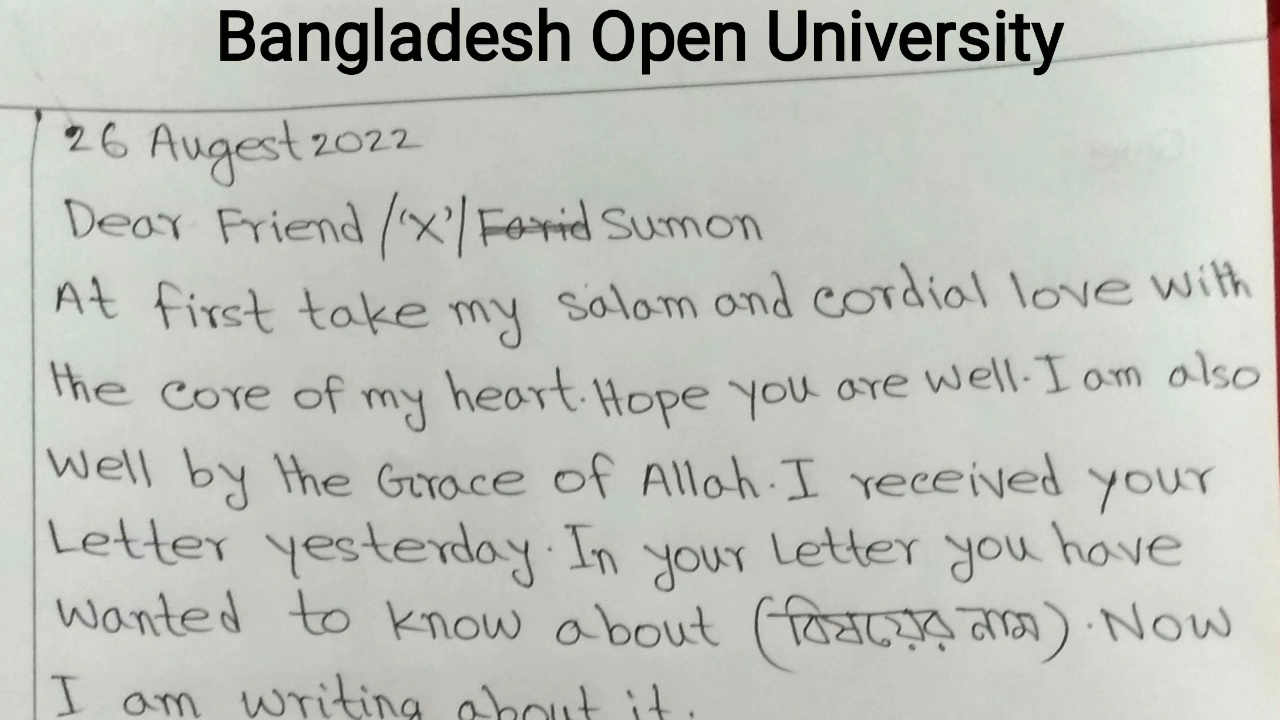 Bangladesh Open University
26 Augest 2022
Dear Friend /'X'/ Farid Sumon
At first take my salam and cordial love with
the core of my heart. Hope you are well. I am also
well by the Grace of Allah. I received your
Letter yesterday. In your Letter you have
wanted to know about (বিষয়ের নাম). Now
I am writing about it.